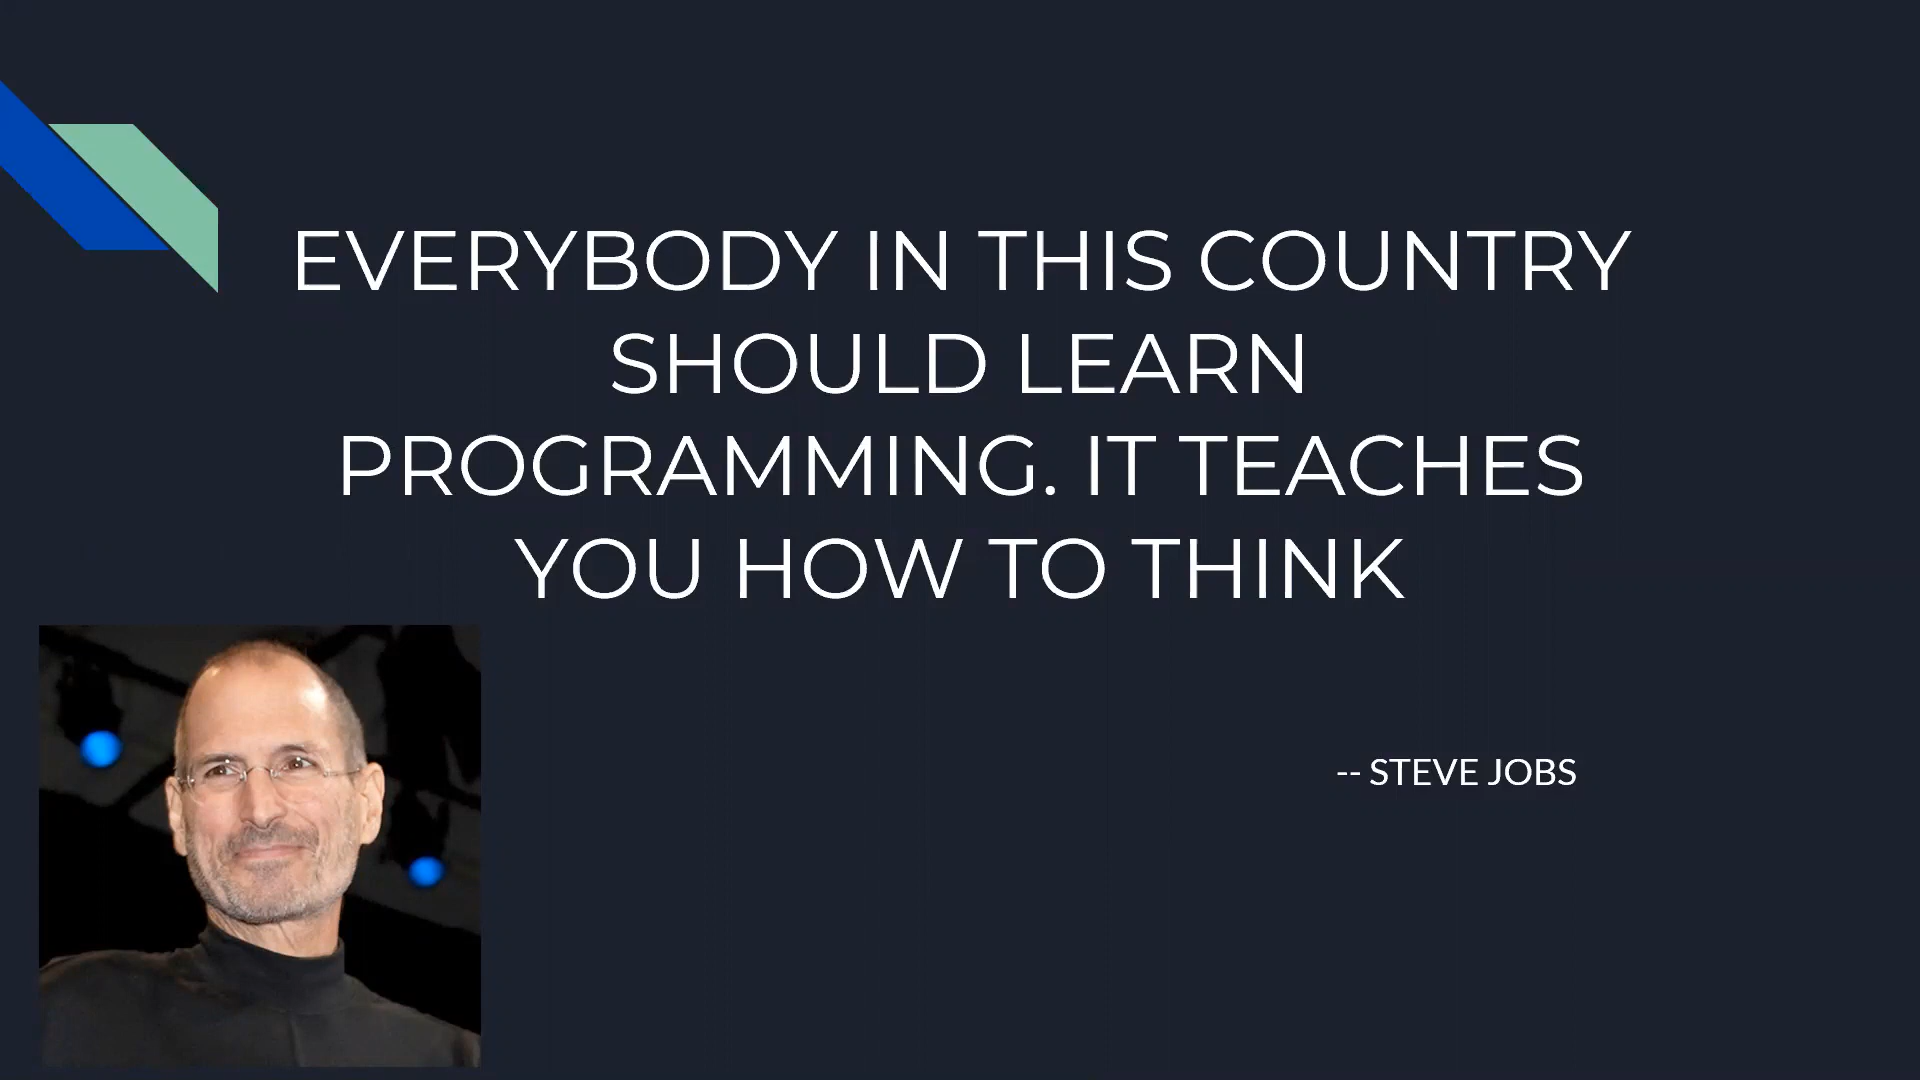 EVERYBODY IN THIS COUNTRY
SHOULD LEARN
PROGRAMMING. IT TEACHES
YOU HOW TO THINK
-- STEVE JOBS